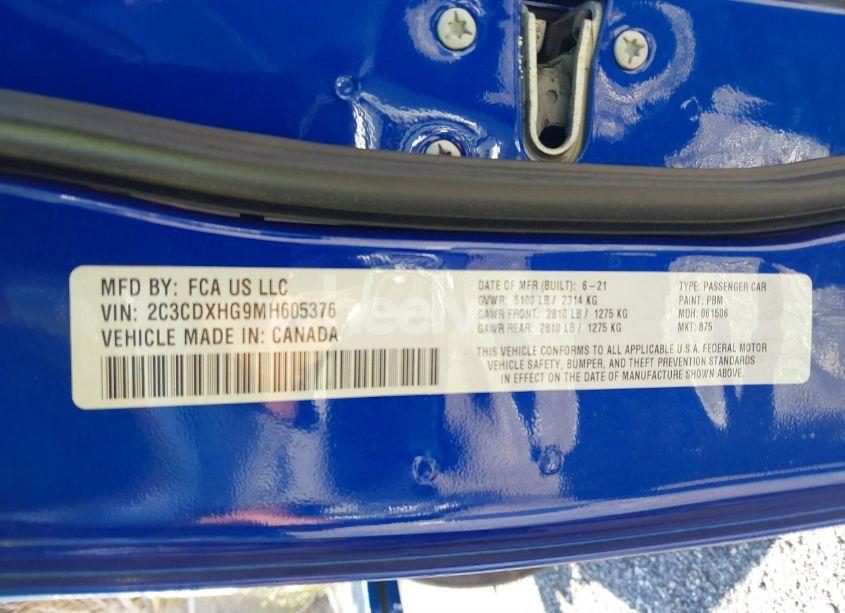 MFD BY: FCA US LLC
VIN: 2C3CDXHG9MH605376
VEHICLE MADE IN: CANADA
DATE OF MFR (BUILT): 6-21
GVWR: 5100 LB / 2314 KG
GAWR FRONT: 2810 LB / 1275 KG
GAWR REAR: 2810 LB / 1275 KG
TYPE: PASSENGER CAR
PAINT: PBM
MDH: 061506
MKT: 875
THIS VEHICLE CONFORMS TO ALL APPLICABLE U.S.A. FEDERAL MOTOR
VEHICLE SAFETY, BUMPER, AND THEFT PREVENTION STANDARDS
IN EFFECT ON THE DATE OF MANUFACTURE SHOWN ABOVE.